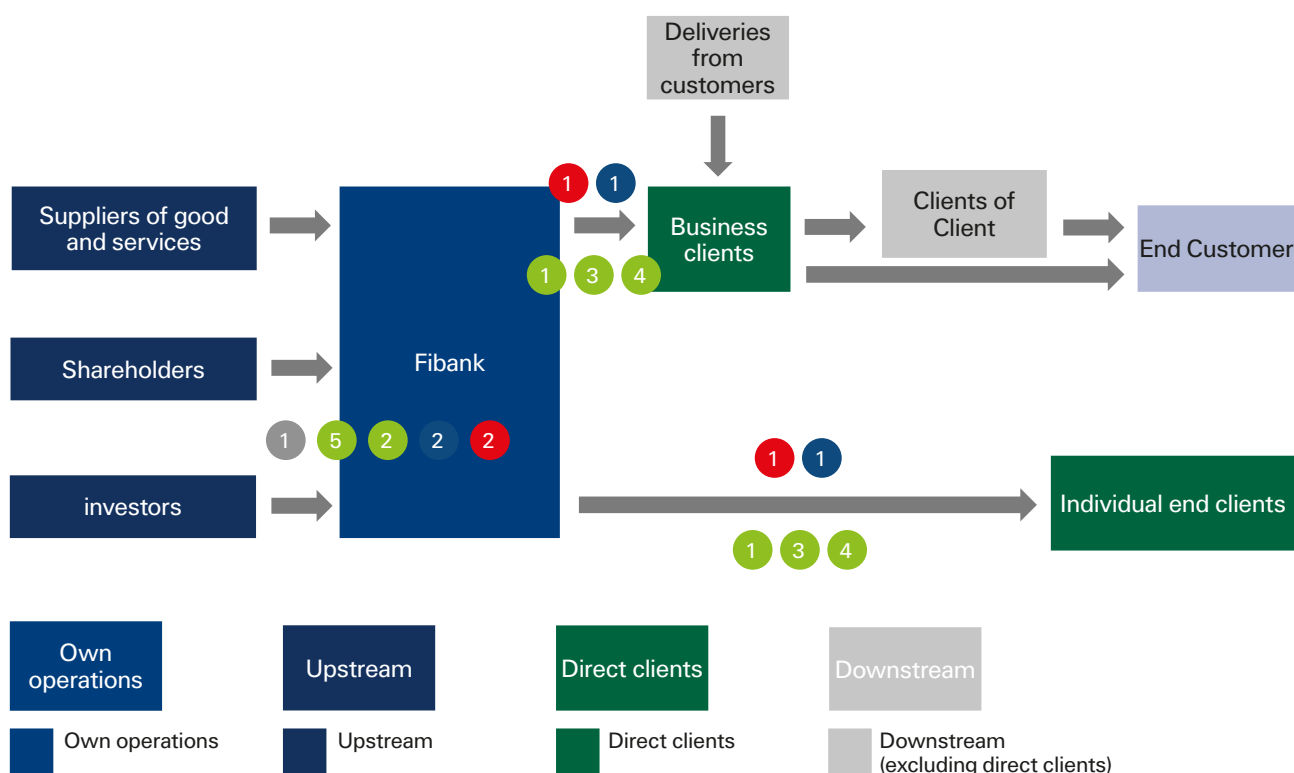 Deliveries
from
customers
1 1
Suppliers of good
and services
Business
clients
Clients of
Client
End Customer
1 3 4
Shareholders
Fibank
1 5 2 2 2
1 1
investors
Individual end clients
1 3 4
Own
operations
Upstream
Direct clients
Downstream
Own operations
Upstream
Direct clients
Downstream
(excluding direct clients)